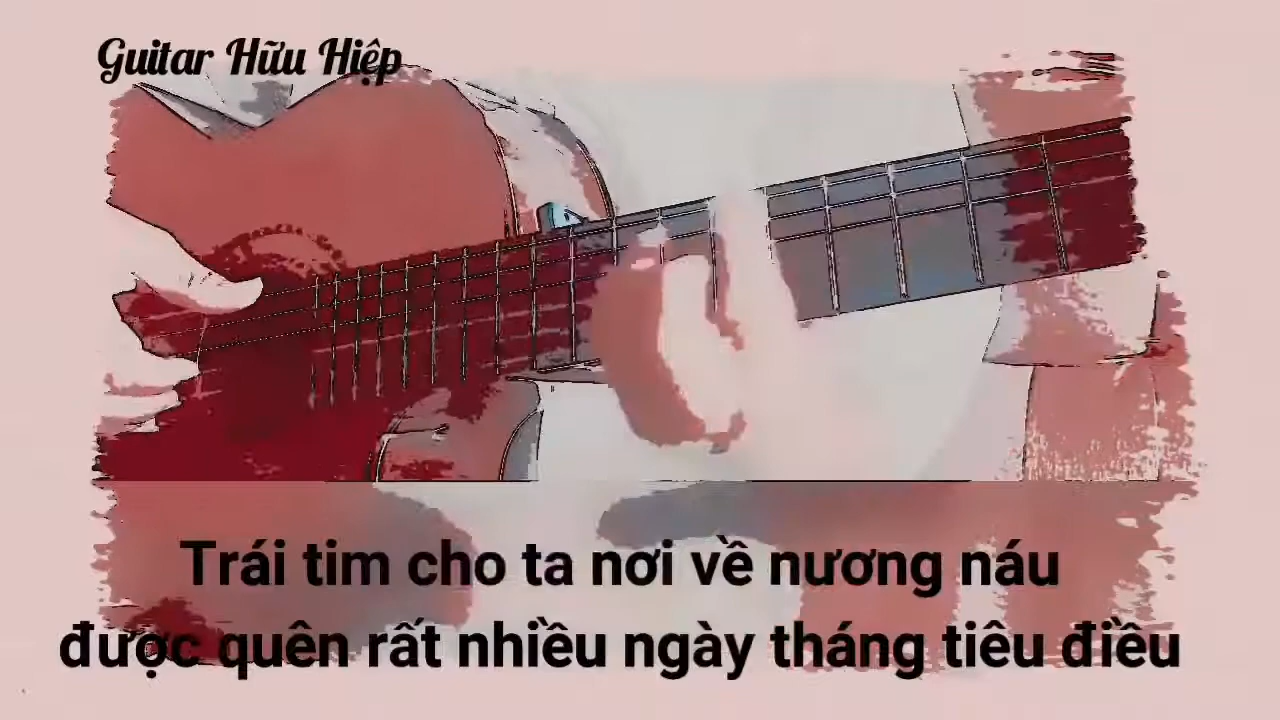 Guitar Hữu Hiệp
Trái tim cho ta nơi về nương náu
được quên rất nhiều ngày tháng tiêu điều